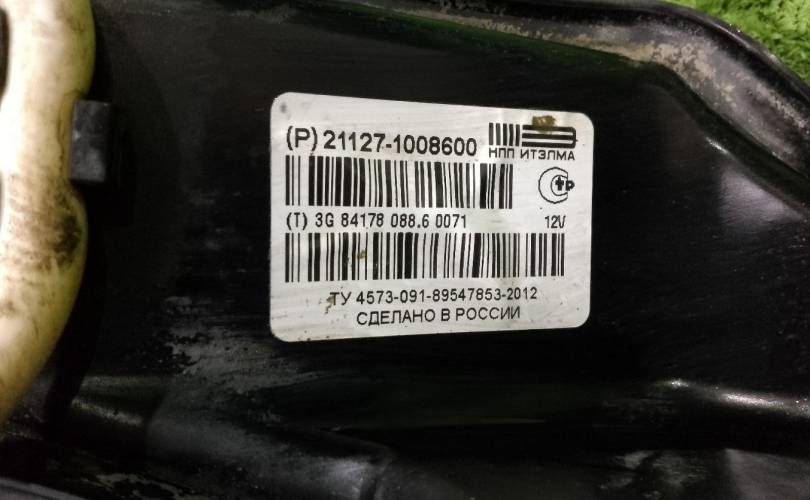 (P) 21127-1008600
НПП ИТЭЛМА
(T) 3G 84178 088.6 0071 12V
ТУ 4573-091-89547853-2012
СДЕЛАНО В РОССИИ